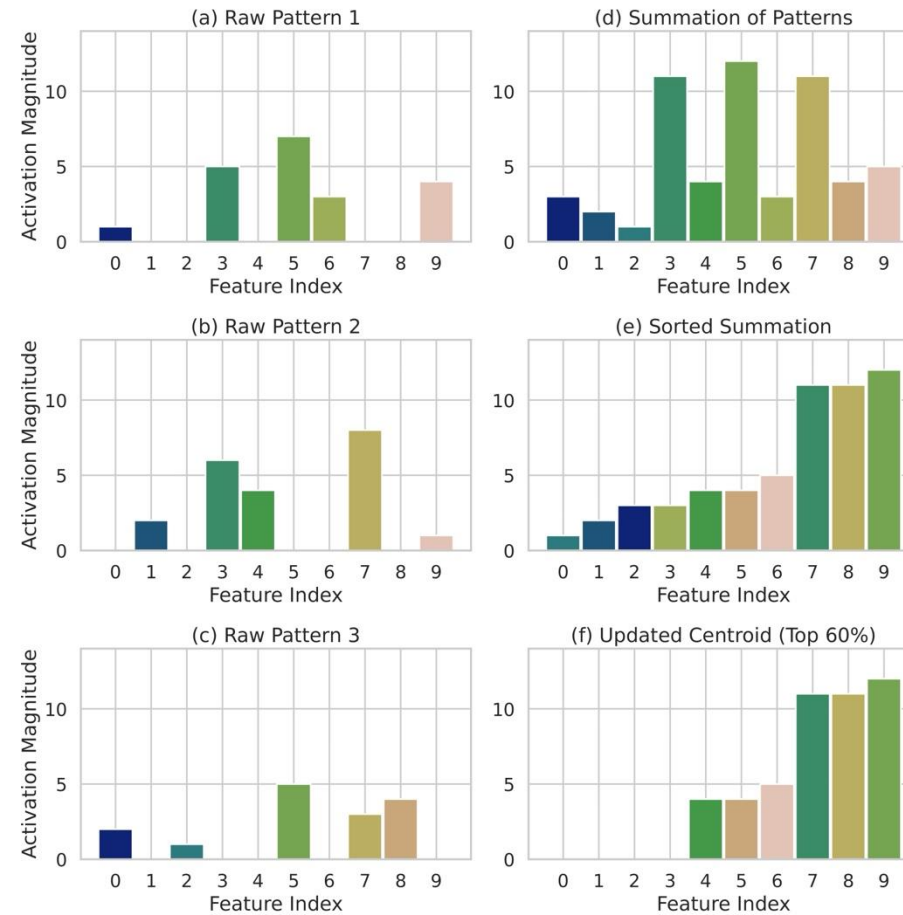 (a) Raw Pattern 1
Activation Magnitude
10
5
0
0 1 2 3 4 5 6 7 8 9
Feature Index
(d) Summation of Patterns
10
5
0
0 1 2 3 4 5 6 7 8 9
Feature Index
(b) Raw Pattern 2
Activation Magnitude
10
5
0
0 1 2 3 4 5 6 7 8 9
Feature Index
(e) Sorted Summation
10
5
0
0 1 2 3 4 5 6 7 8 9
Feature Index
(c) Raw Pattern 3
Activation Magnitude
10
5
0
0 1 2 3 4 5 6 7 8 9
Feature Index
(f) Updated Centroid (Top 60%)
10
5
0
0 1 2 3 4 5 6 7 8 9
Feature Index